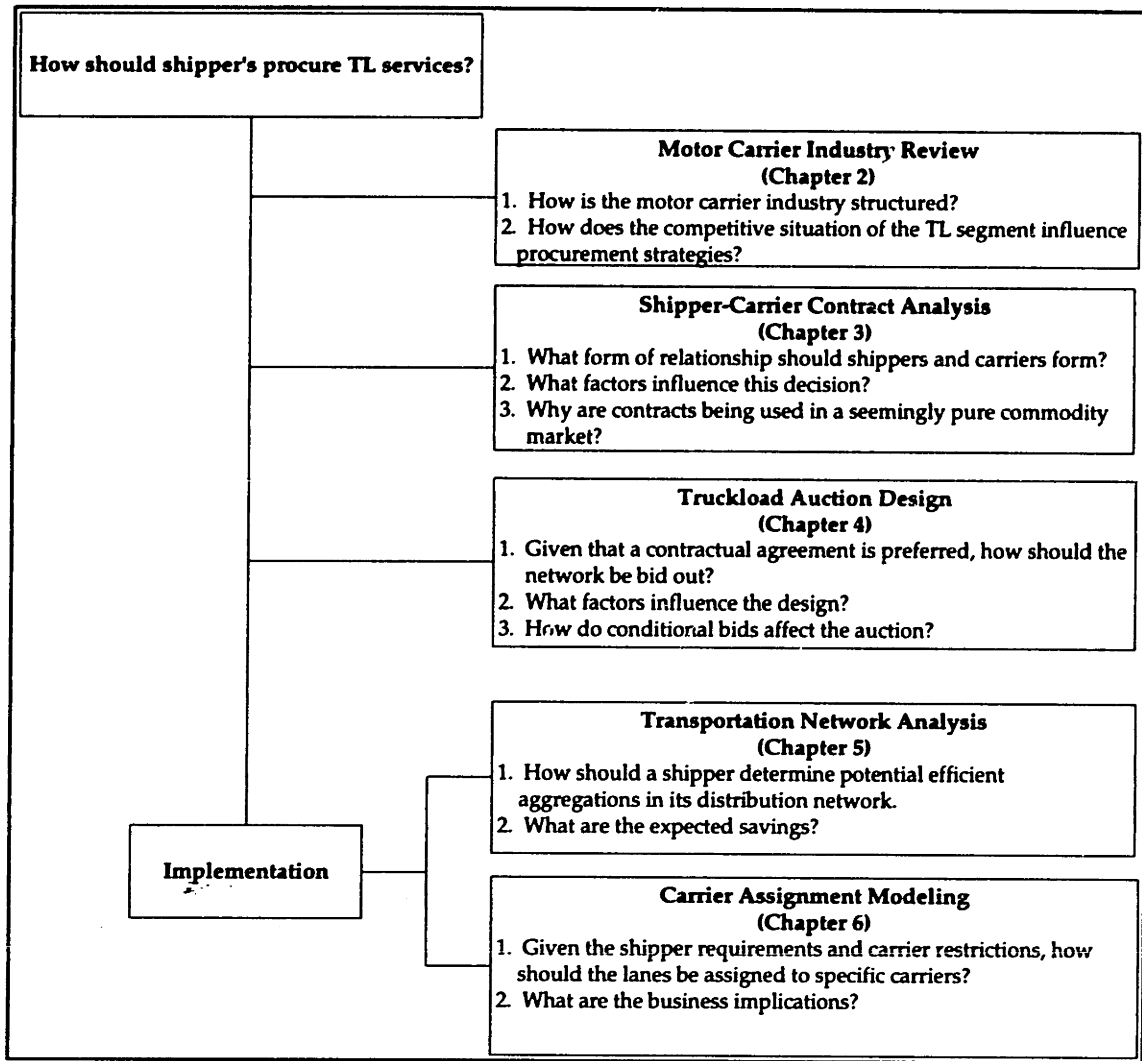 How should shipper's procure TL services?
Motor Carrier Industry Review
(Chapter 2)
1. How is the motor carrier industry structured?
2. How does the competitive situation of the TL segment influence
procurement strategies?
Shipper-Carrier Contract Analysis
(Chapter 3)
1. What form of relationship should shippers and carriers form?
2. What factors influence this decision?
3. Why are contracts being used in a seemingly pure commodity
market?
Truckload Auction Design
(Chapter 4)
1. Given that a contractual agreement is preferred, how should the
network be bid out?
2. What factors influence the design?
3. How do conditional bids affect the auction?
Transportation Network Analysis
(Chapter 5)
1. How should a shipper determine potential efficient
aggregations in its distribution network.
2. What are the expected savings?
Implementation
Carrier Assignment Modeling
(Chapter 6)
1. Given the shipper requirements and carrier restrictions, how
should the lanes be assigned to specific carriers?
2. What are the business implications?